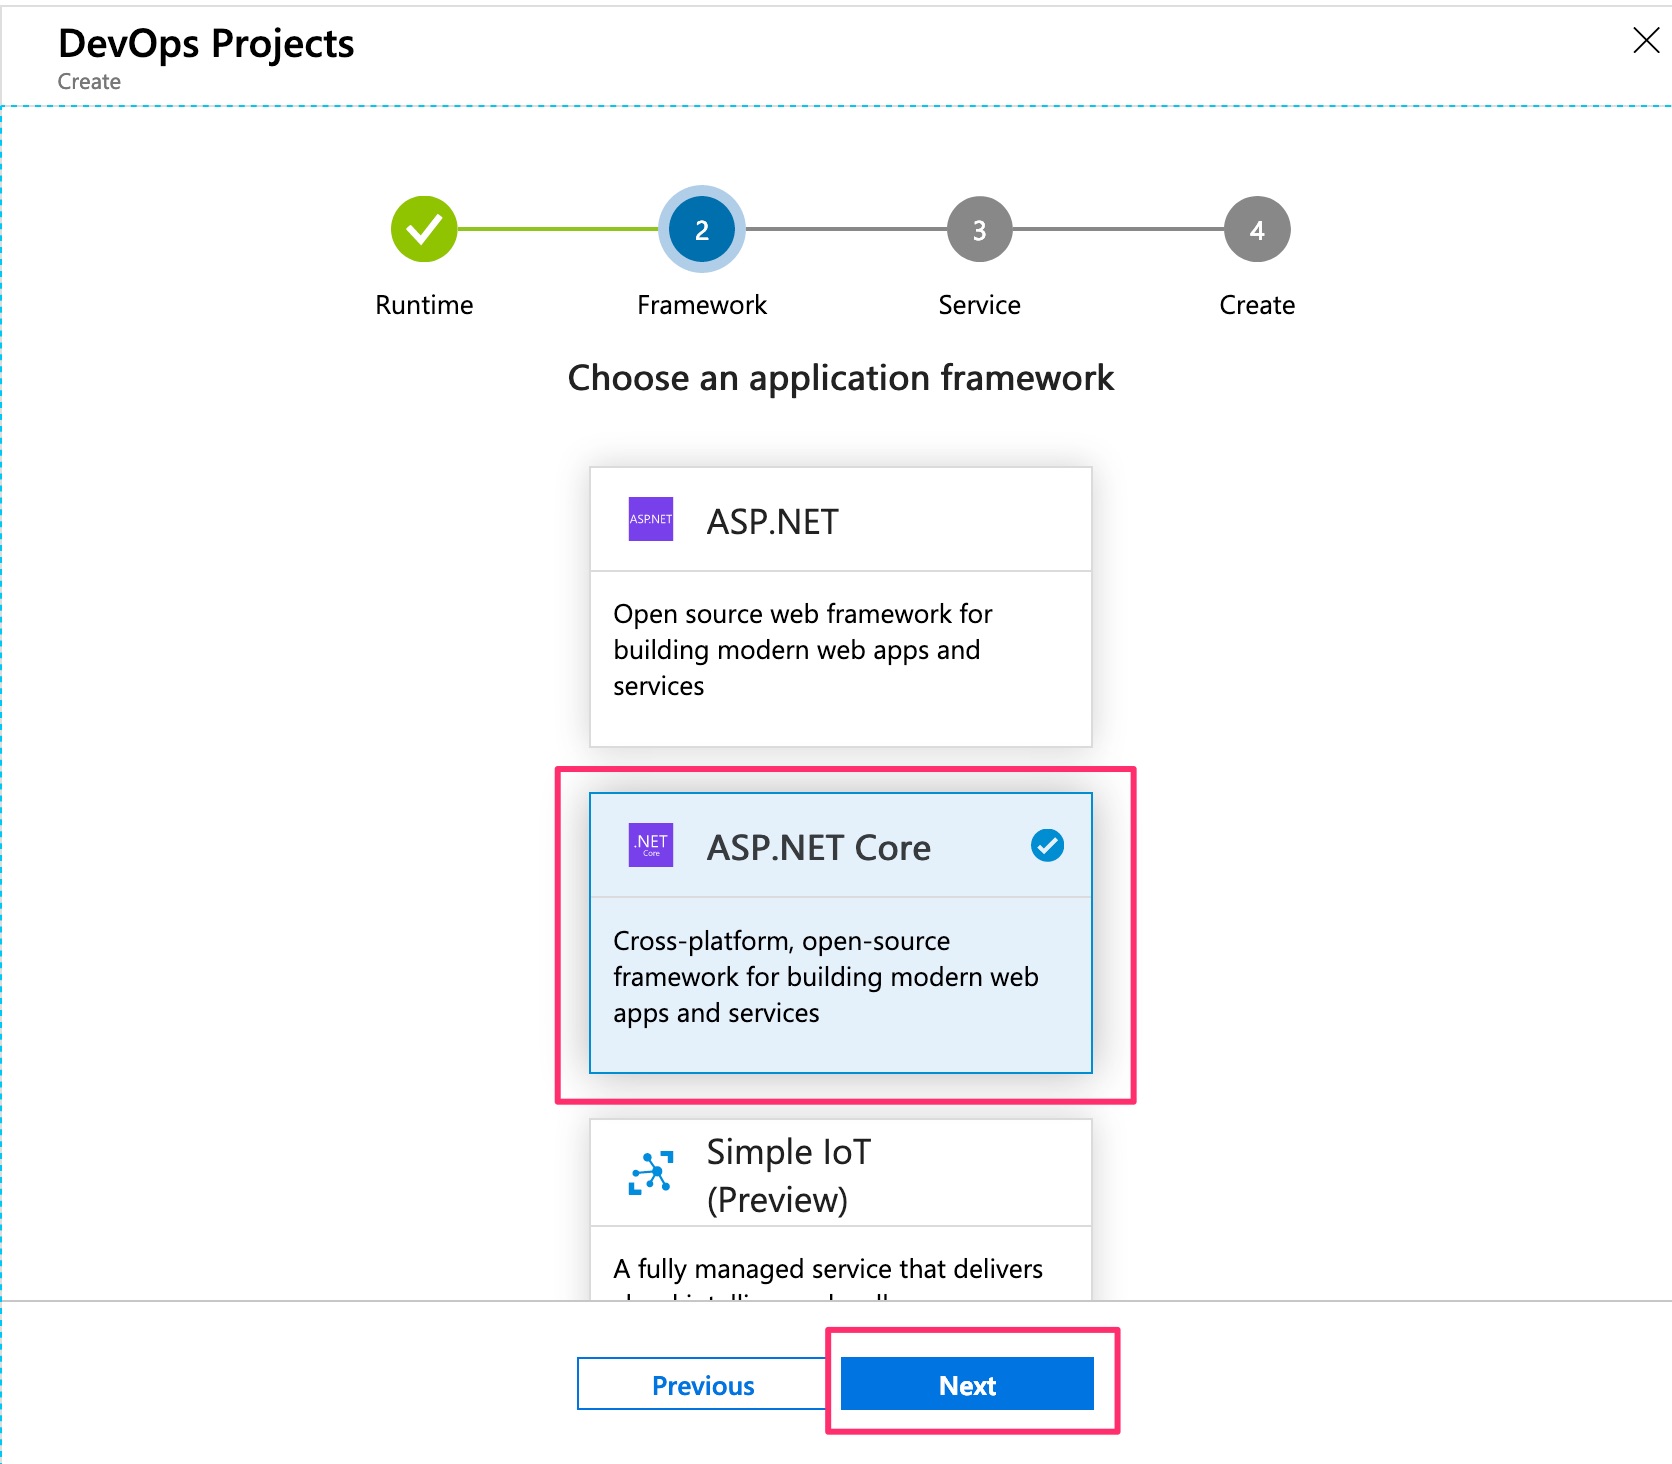 DevOps Projects
Create
2
3
4
Runtime
Framework
Service
Create
Choose an application framework
ASP.NET
ASP.NET
Open source web framework for
building modern web apps and
services
.NET
Core
ASP.NET Core
Cross-platform, open-source
framework for building modern web
apps and services
Simple IoT
(Preview)
A fully managed service that delivers
Previous
Next